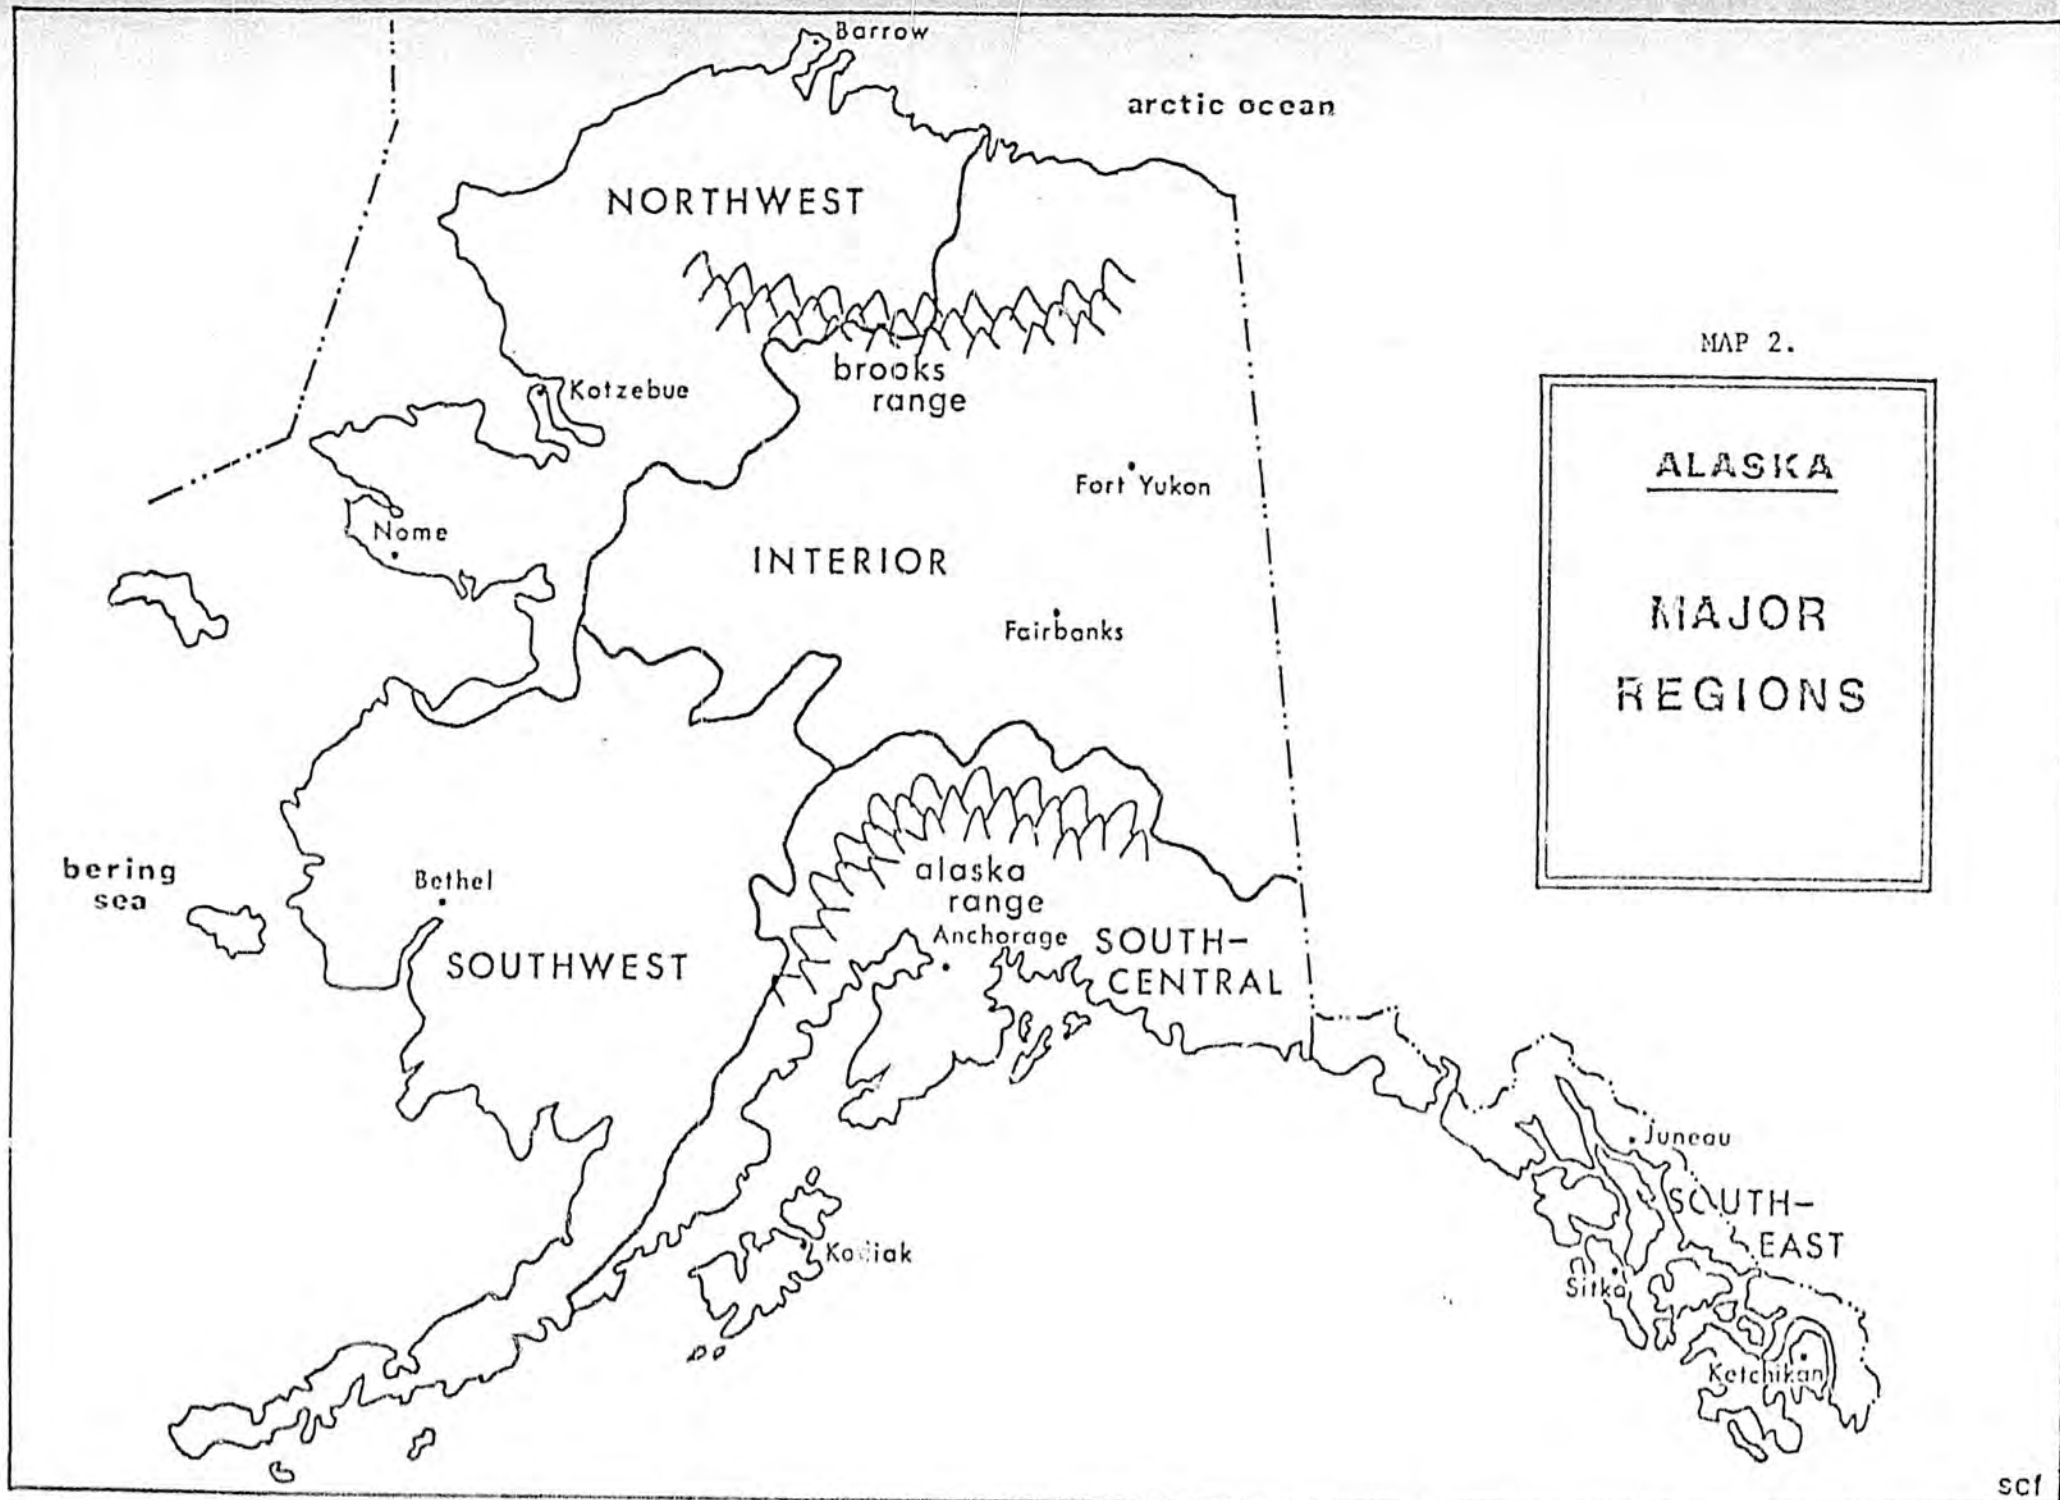 Barrow
arctic ocean
NORTHWEST
MAP 2.
brooks
range
Kotzebue
ALASKA
Fort Yukon
Nome
INTERIOR
MAJOR
Fairbanks
REGIONS
bering
sea
Bethel
alaska
range
Anchorage
SOUTH-
CENTRAL
SOUTHWEST
Juneau
SOUTH-
EAST
Kodiak
Sitka
Ketchikan
scf